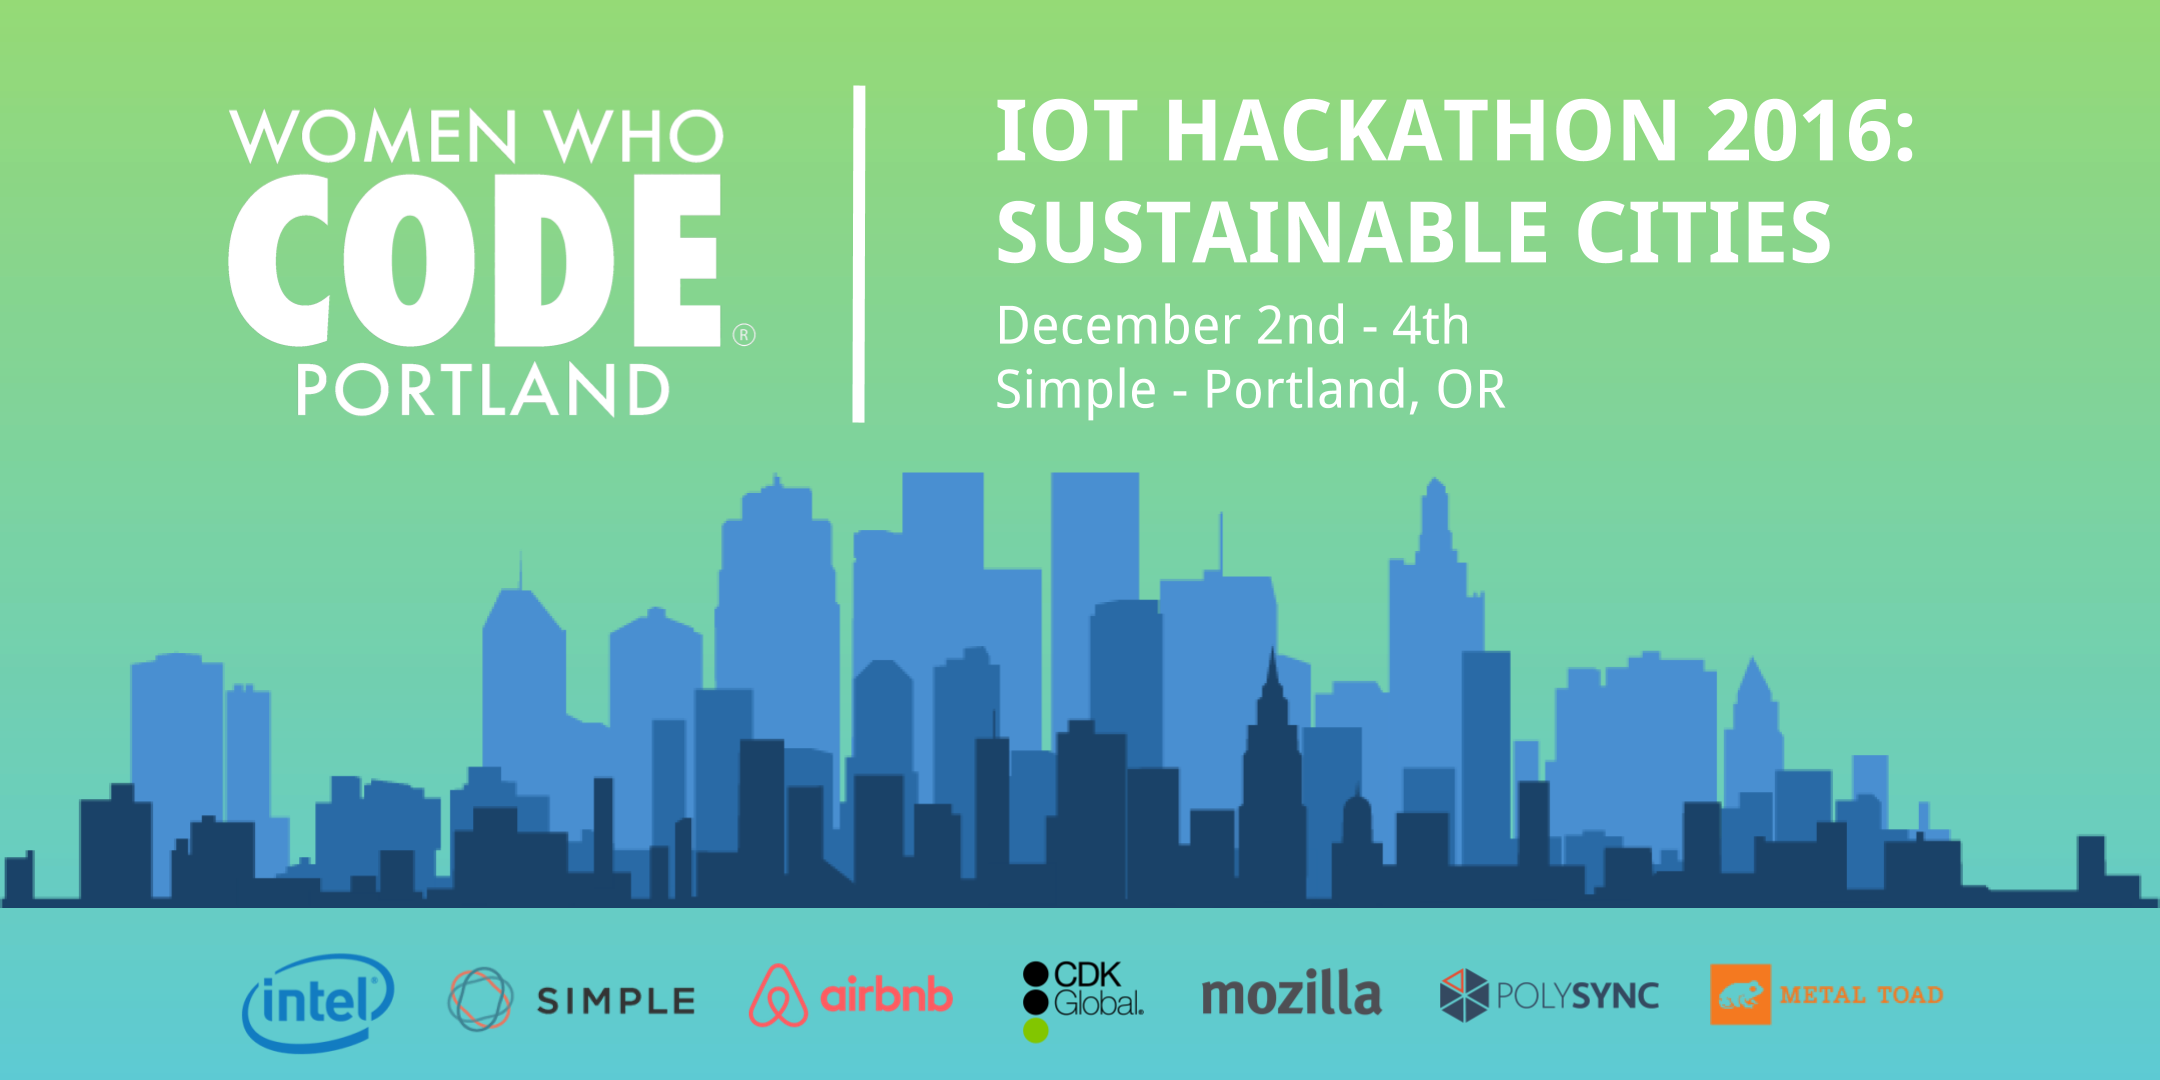 WOMEN WHO
CODE ®
PORTLAND
IOT HACKATHON 2016:
SUSTAINABLE CITIES
December 2nd - 4th
Simple - Portland, OR
intel
SIMPLE
airbnb
CDK
Global.
mozilla
POLYSYNC
METAL TOAD